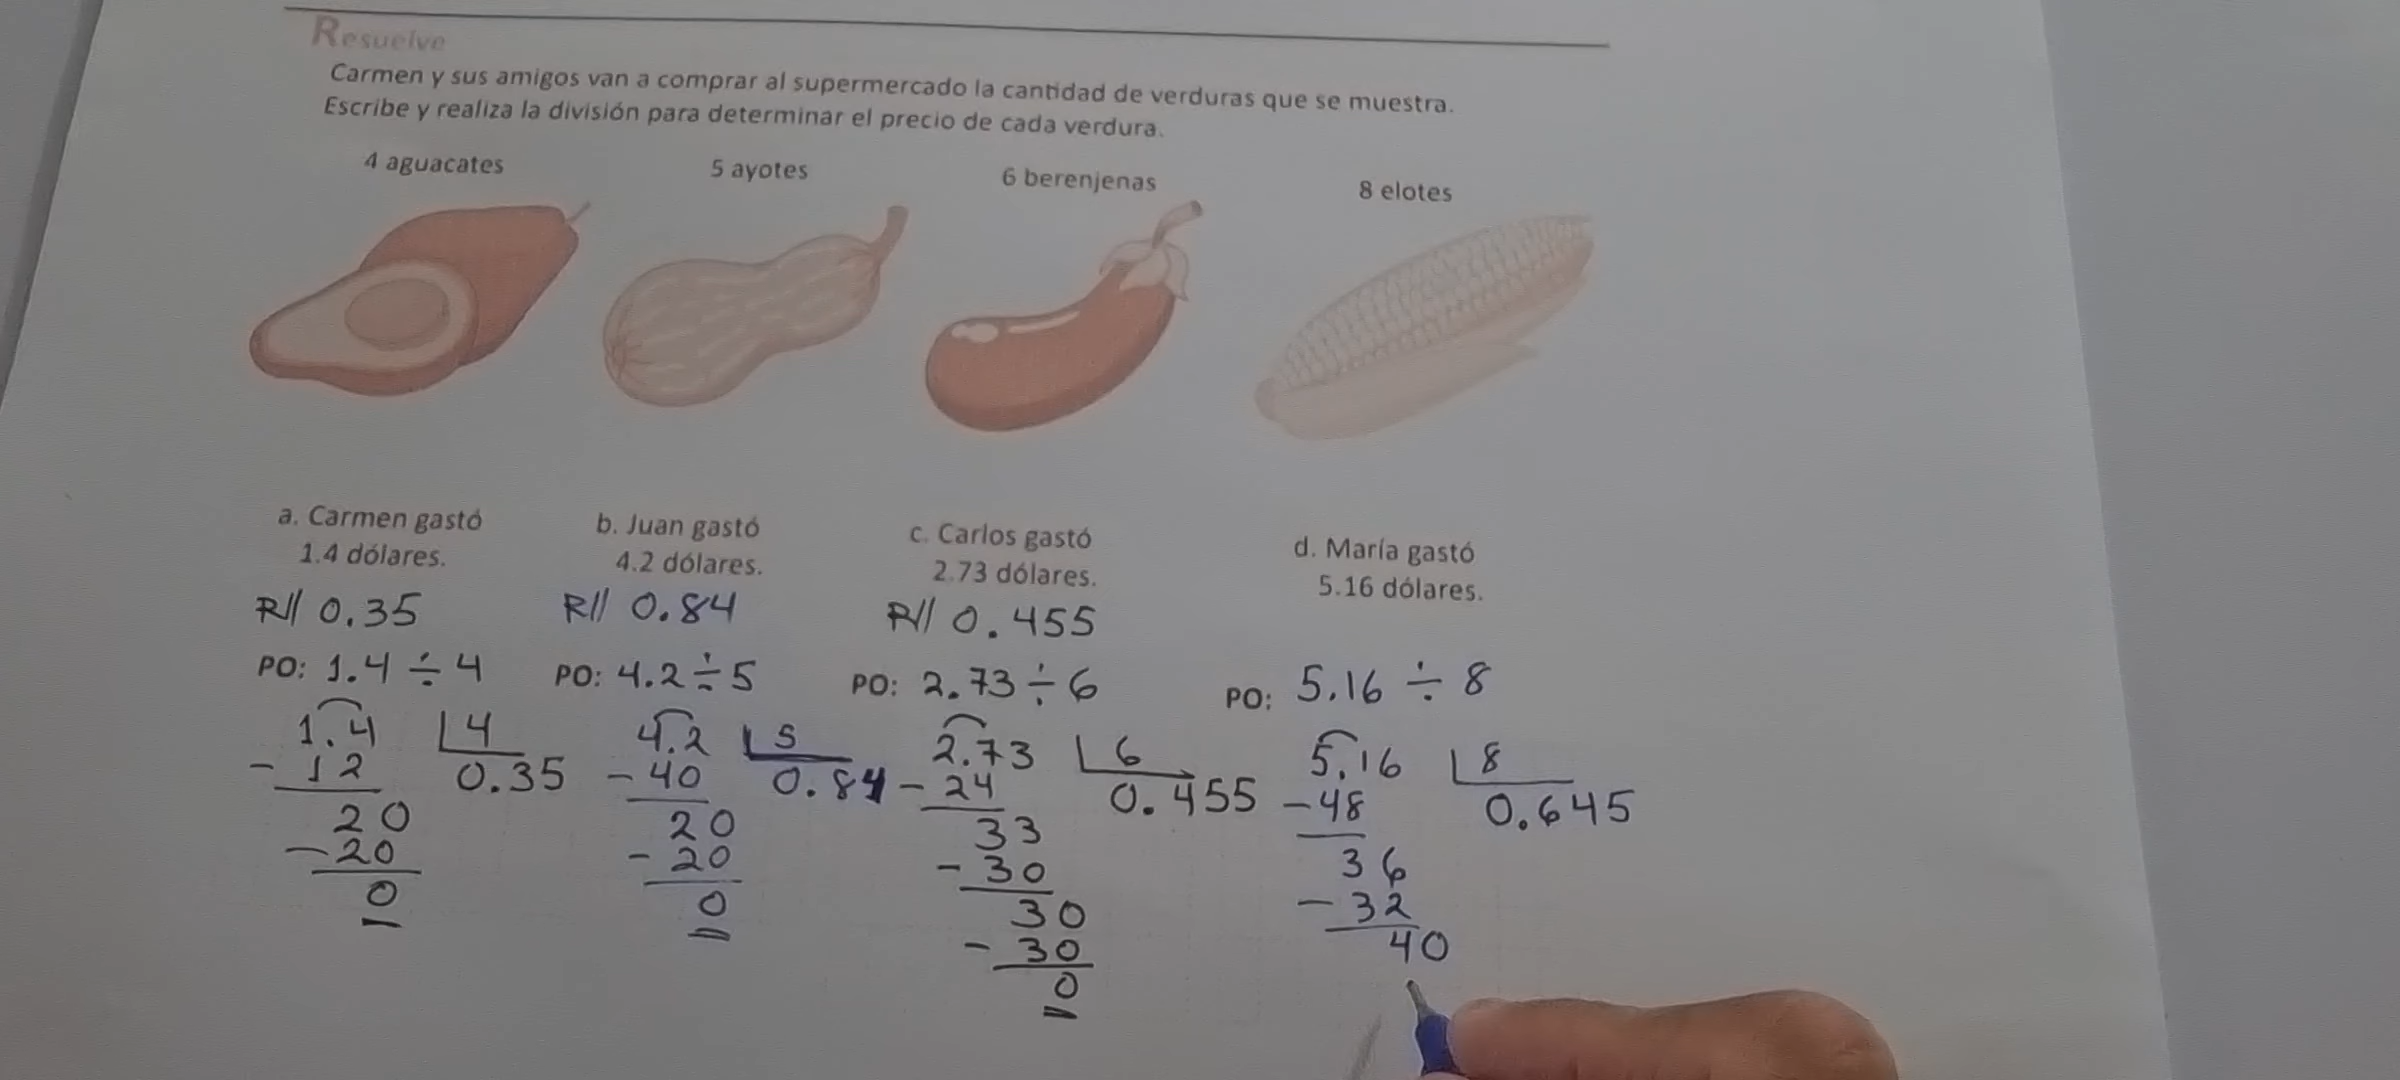 Resuelve
Carmen y sus amigos van a comprar al supermercado la cantidad de verduras que se muestra.
Escribe y realiza la división para determinar el precio de cada verdura.
4 aguacates
5 ayotes
6 berenjenas
8 elotes
a. Carmen gastó
1.4 dólares.
R// 0.35
PO: 1.4 ÷ 4
1.4 4
- 12 0.35
20
- 20
0
b. Juan gastó
4.2 dólares.
R// 0.84
PO: 4.2 ÷ 5
4.2 5
- 40 0.84
20
- 20
0
c. Carlos gastó
2.73 dólares.
R// 0.455
PO: 2.73 ÷ 6
2.73 6
- 24 0.455
33
- 30
30
- 30
0
d. María gastó
5.16 dólares.
PO: 5.16 ÷ 8
5.16 8
- 48 0.645
36
- 32
40